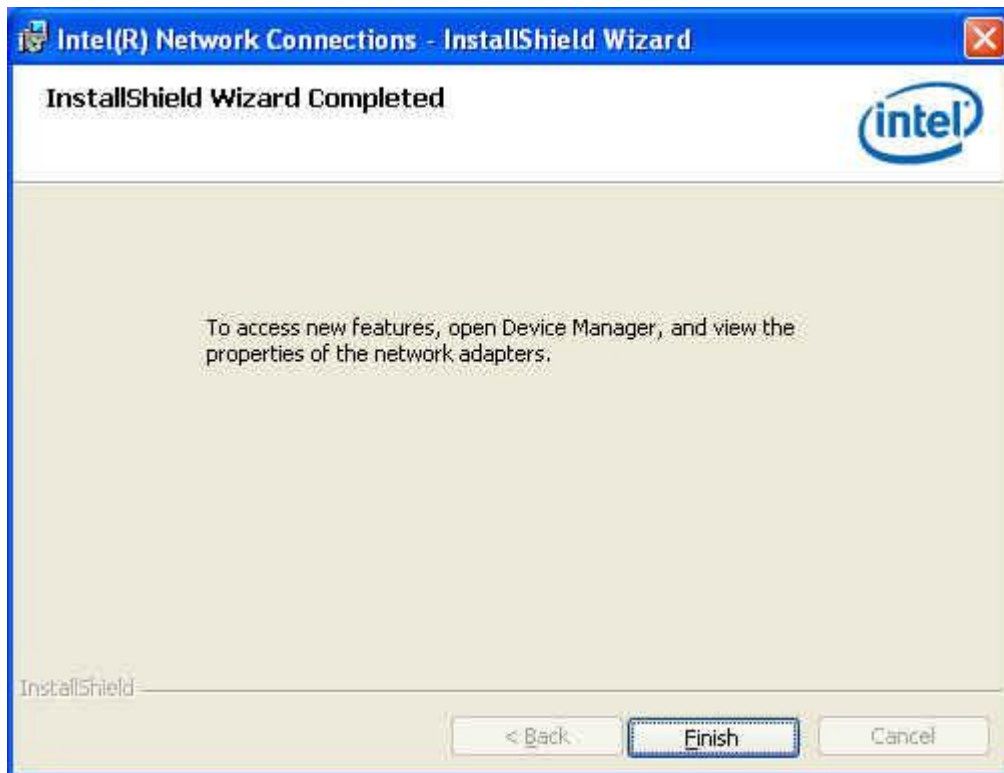 Intel(R) Network Connections - InstallShield Wizard
InstallShield Wizard Completed
intel
To access new features, open Device Manager, and view the
properties of the network adapters.
InstallShield
< Back
Finish
Cancel